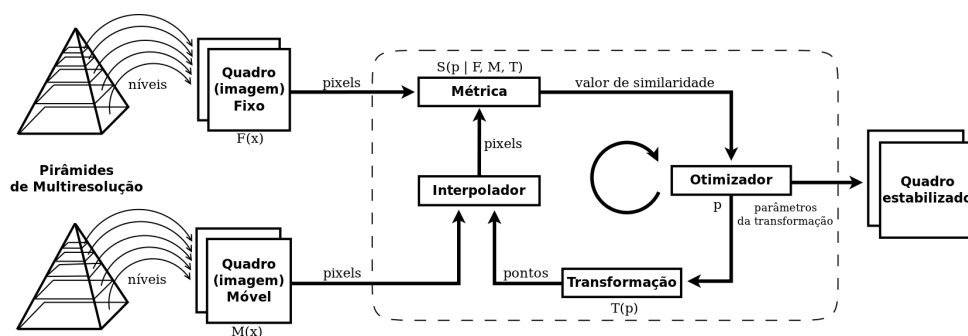 níveis
Quadro
(imagem)
Fixo
F(x)
pixels
S(p | F, M, T)
Métrica
valor de similaridade
pixels
Pirâmides
de Multiresolução
Interpolador
Otimizador
p
parâmetros
da transformação
Quadro
estabilizado
níveis
Quadro
(imagem)
Móvel
M(x)
pixels
pontos
Transformação
T(p)